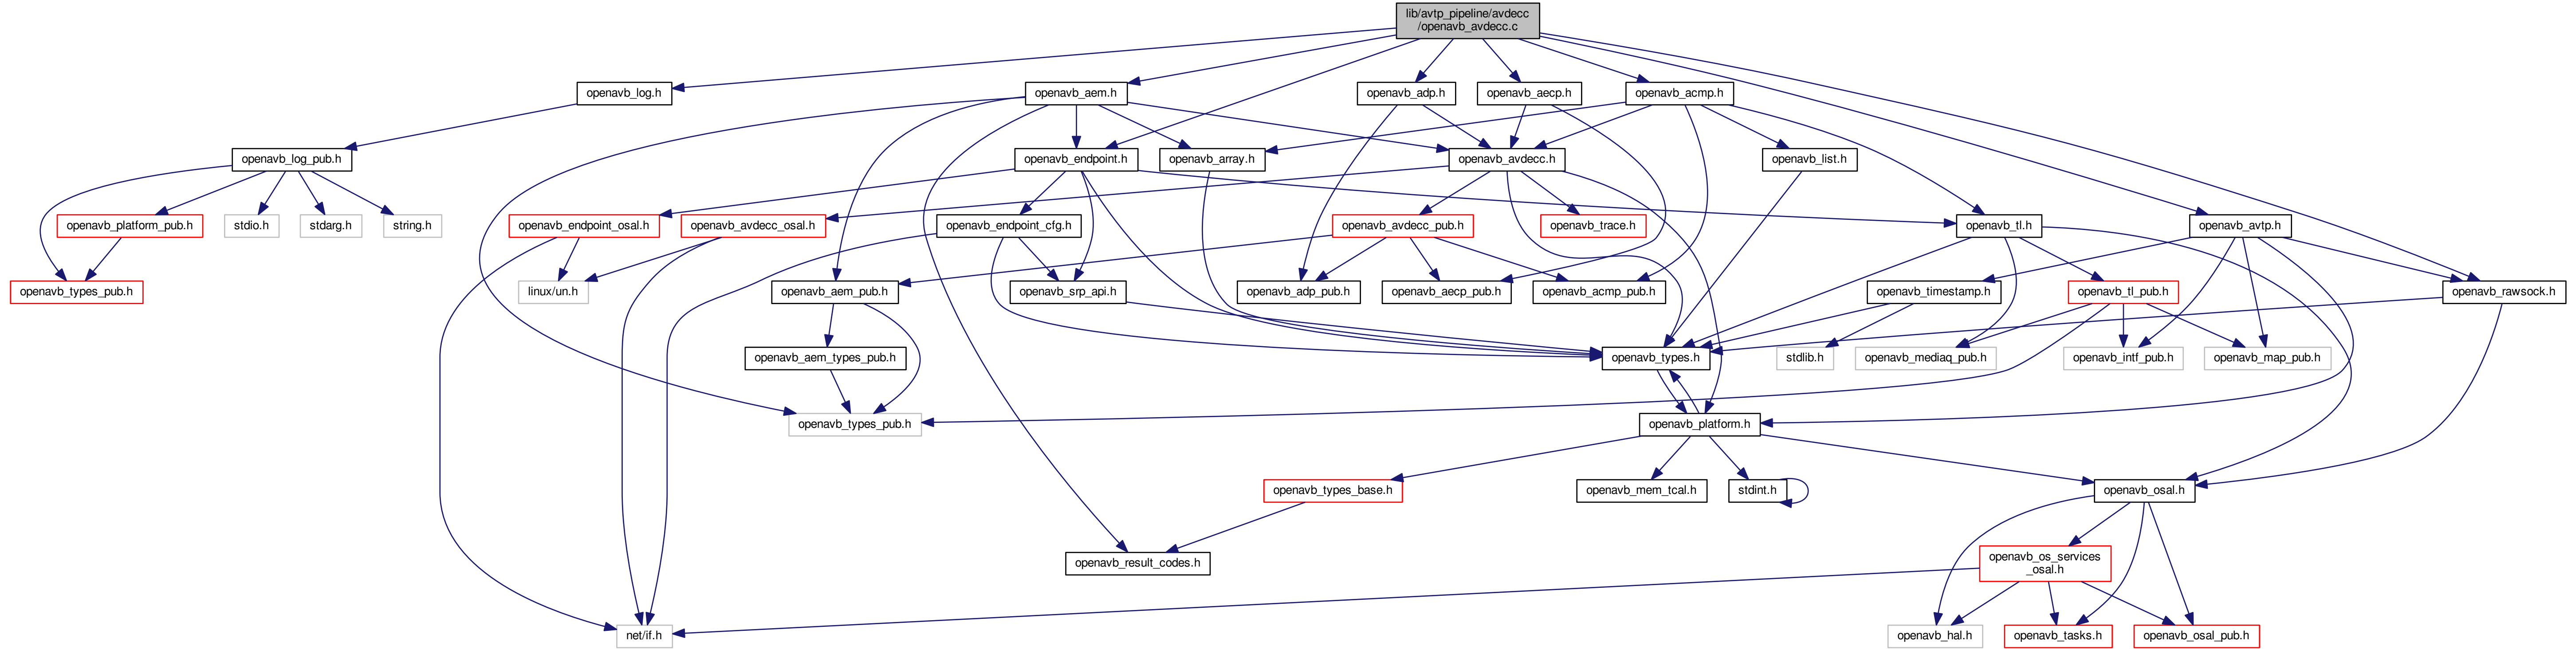 lib/avtp_pipeline/avdecc
/openavb_avdecc.c
openavb_log.h
openavb_aem.h
openavb_adp.h
openavb_aecp.h
openavb_acmp.h
openavb_log_pub.h
openavb_endpoint.h
openavb_array.h
openavb_avdecc.h
openavb_list.h
openavb_platform_pub.h
stdio.h
stdarg.h
string.h
openavb_endpoint_osal.h
openavb_avdecc_osal.h
openavb_endpoint_cfg.h
openavb_avdecc_pub.h
openavb_trace.h
openavb_tl.h
openavb_avtp.h
openavb_types_pub.h
linux/un.h
openavb_aem_pub.h
openavb_srp_api.h
openavb_adp_pub.h
openavb_aecp_pub.h
openavb_acmp_pub.h
openavb_timestamp.h
openavb_tl_pub.h
openavb_rawsock.h
openavb_aem_types_pub.h
openavb_types.h
stdlib.h
openavb_mediaq_pub.h
openavb_intf_pub.h
openavb_map_pub.h
openavb_types_pub.h
openavb_platform.h
openavb_types_base.h
openavb_mem_tcal.h
stdint.h
openavb_osal.h
openavb_result_codes.h
openavb_os_services
_osal.h
net/if.h
openavb_hal.h
openavb_tasks.h
openavb_osal_pub.h